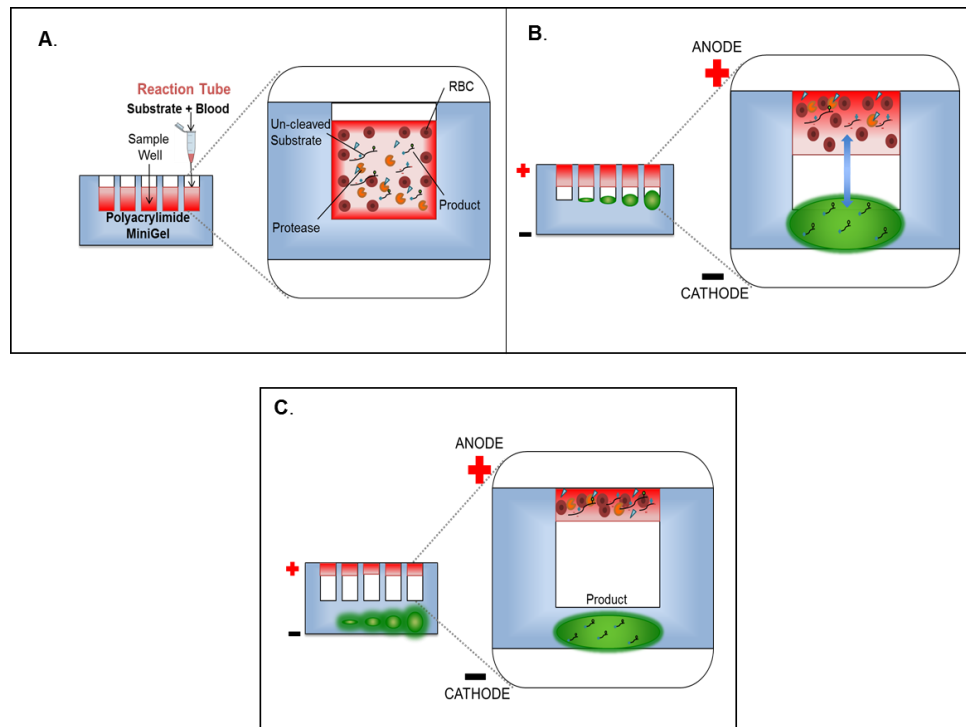 A.
Reaction Tube
Substrate + Blood
Sample
Well
Polyacrylimide
MiniGel
RBC
Un-cleaved
Substrate
Product
Protease
B.
ANODE
+
+
−
−
CATHODE
C.
ANODE
+
+
Product
−
−
CATHODE